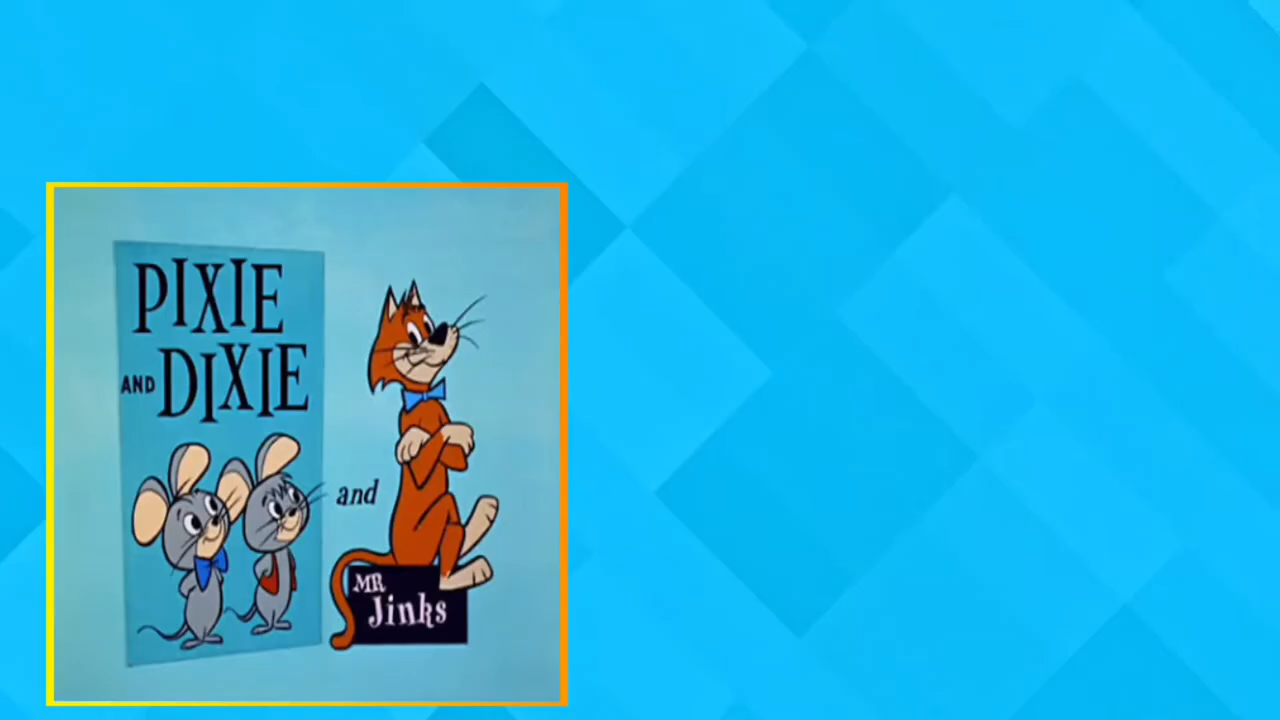 PIXIE
AND DIXIE
and
MR
Jinks